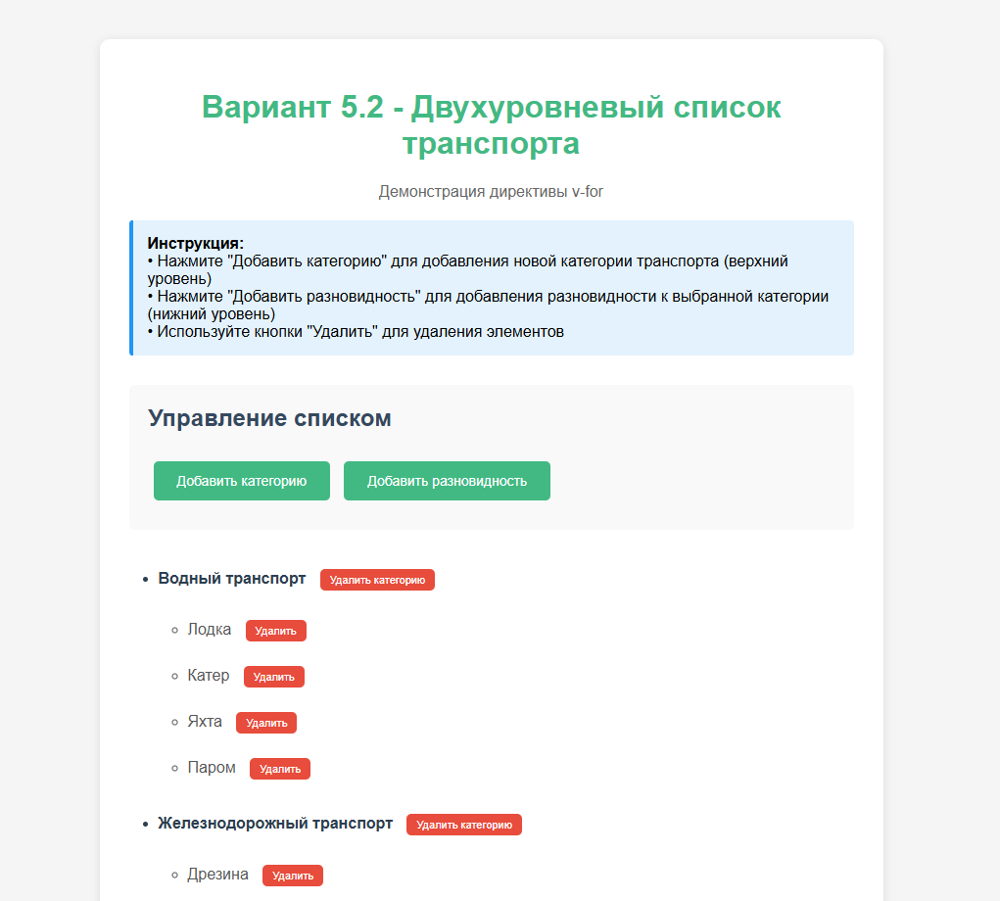 Вариант 5.2 - Двухуровневый список
транспорта
Демонстрация директивы v-for
Инструкция:
• Нажмите "Добавить категорию" для добавления новой категории транспорта (верхний
уровень)
• Нажмите "Добавить разновидность" для добавления разновидности к выбранной категории
(нижний уровень)
• Используйте кнопки "Удалить" для удаления элементов
Управление списком
Добавить категорию Добавить разновидность
• Водный транспорт Удалить категорию
◦ Лодка Удалить
◦ Катер Удалить
◦ Яхта Удалить
◦ Паром Удалить
• Железнодорожный транспорт Удалить категорию
◦ Дрезина Удалить